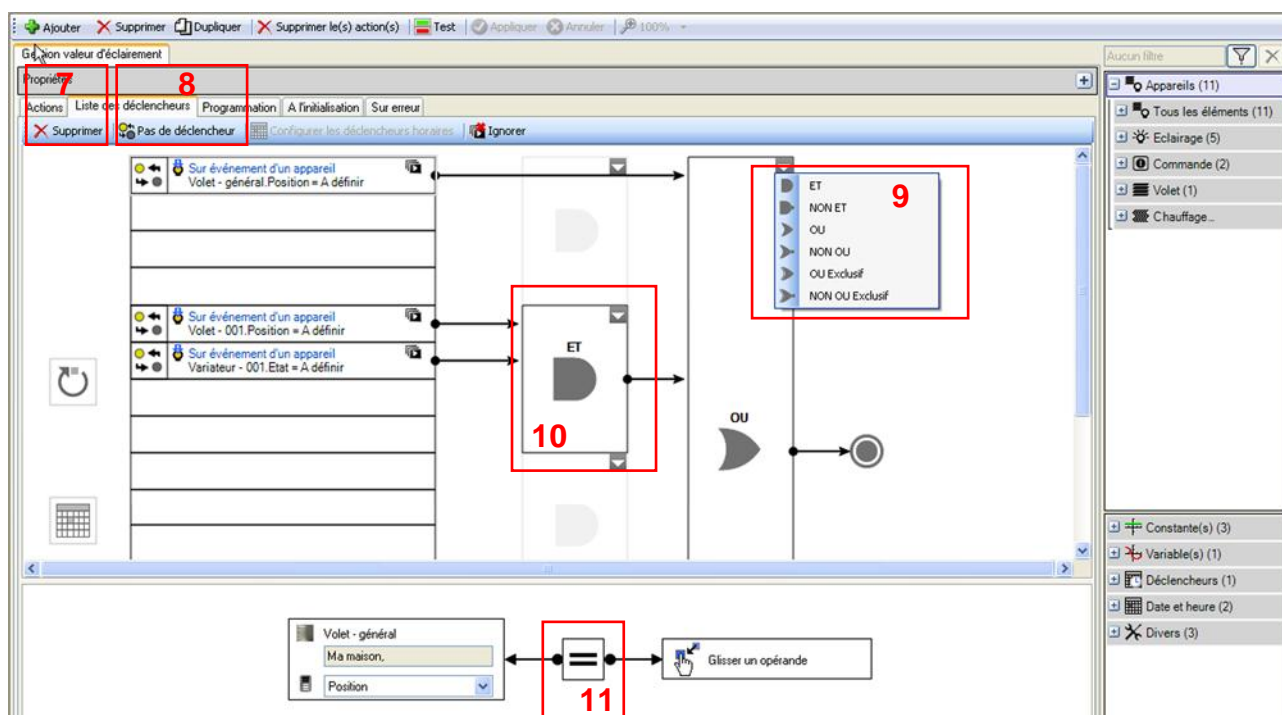 Ajouter Supprimer Dupliquer Supprimer le(s) action(s) Test Appliquer Annuler 100%
Gestion valeur d'éclairement
Aucun filtre
Propriétés
7 8
Actions Liste des déclencheurs Programmation A l'initialisation Sur erreur
Supprimer Pas de déclencheur Configurer les déclencheurs horaires Ignorer
Sur événement d'un appareil
Volet - général.Position = A définir
ET
NON ET
OU
NON OU
OU Exclusif
NON OU Exclusif
9
Sur événement d'un appareil
Volet - 001.Position = A définir
Sur événement d'un appareil
Variateur - 001.Etat = A définir
ET
10
OU
Appareils (11)
Tous les éléments (11)
Eclairage (5)
Commande (2)
Volet (1)
Chauffage...
Constante(s) (3)
Variable(s) (1)
Déclencheurs (1)
Date et heure (2)
Divers (3)
Volet - général
Ma maison,
Position
=
11
Glisser un opérande